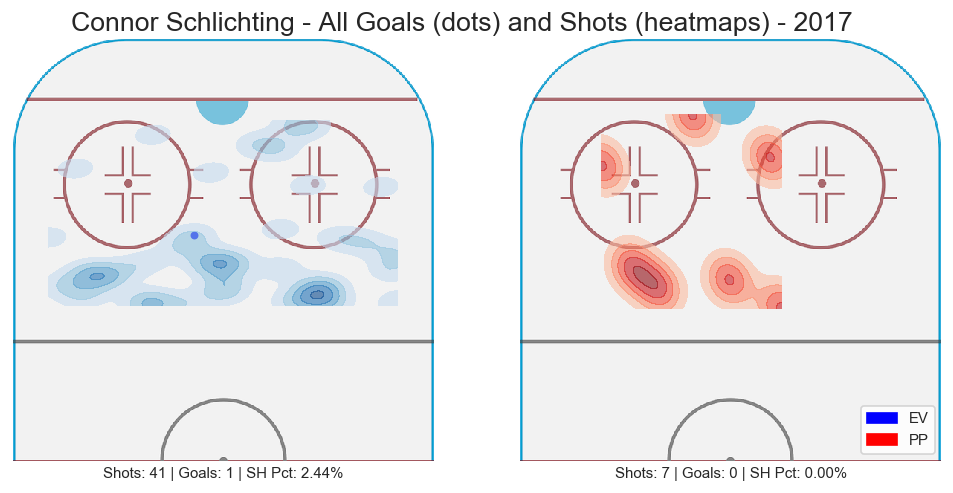 Connor Schlichting - All Goals (dots) and Shots (heatmaps) - 2017
EV
PP
Shots: 41 | Goals: 1 | SH Pct: 2.44%
Shots: 7 | Goals: 0 | SH Pct: 0.00%